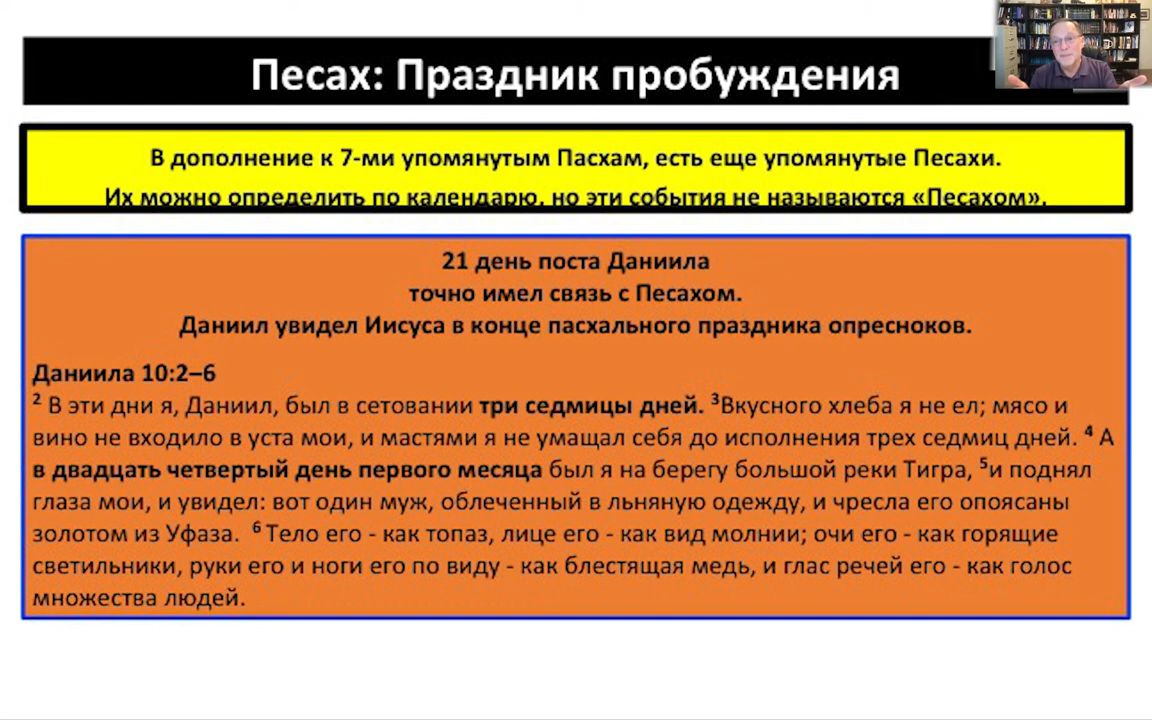 Песах: Праздник пробуждения
В дополнение к 7-ми упомянутым Пасхам, есть еще упомянутые Песахи.
Их можно определить по календарю, но эти события не называются «Песахом».
21 день поста Даниила
точно имел связь с Песахом.
Даниил увидел Иисуса в конце пасхального праздника опресноков.
Даниила 10:2–6
² В эти дни я, Даниил, был в сетовании три седмицы дней. ³Вкусного хлеба я не ел; мясо и
вино не входило в уста мои, и мастями я не умащал себя до исполнения трех седмиц дней. ⁴ А
в двадцать четвертый день первого месяца был я на берегу большой реки Тигра, ⁵и поднял
глаза мои, и увидел: вот один муж, облеченный в льняную одежду, и чресла его опоясаны
золотом из Уфаза. ⁶ Тело его - как топаз, лице его - как вид молнии; очи его - как горящие
светильники, руки его и ноги его по виду - как блестящая медь, и глас речей его - как голос
множества людей.